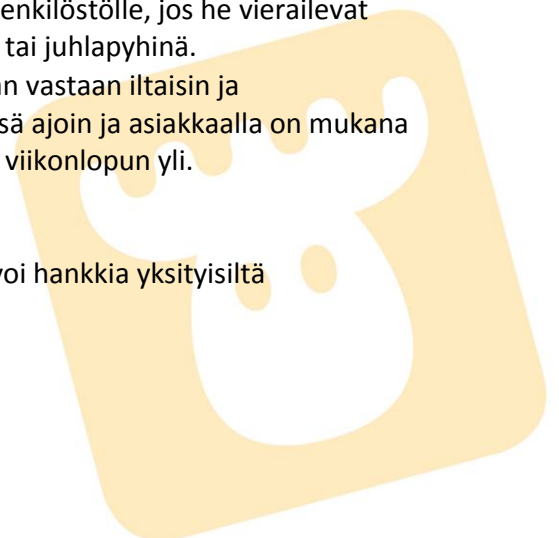 enkilöstölle, jos he vierailevat
tai juhlapyhinä.
n vastaan iltaisin ja
sä ajoin ja asiakkaalla on mukana
viikonlopun yli.
voi hankkia yksityisiltä